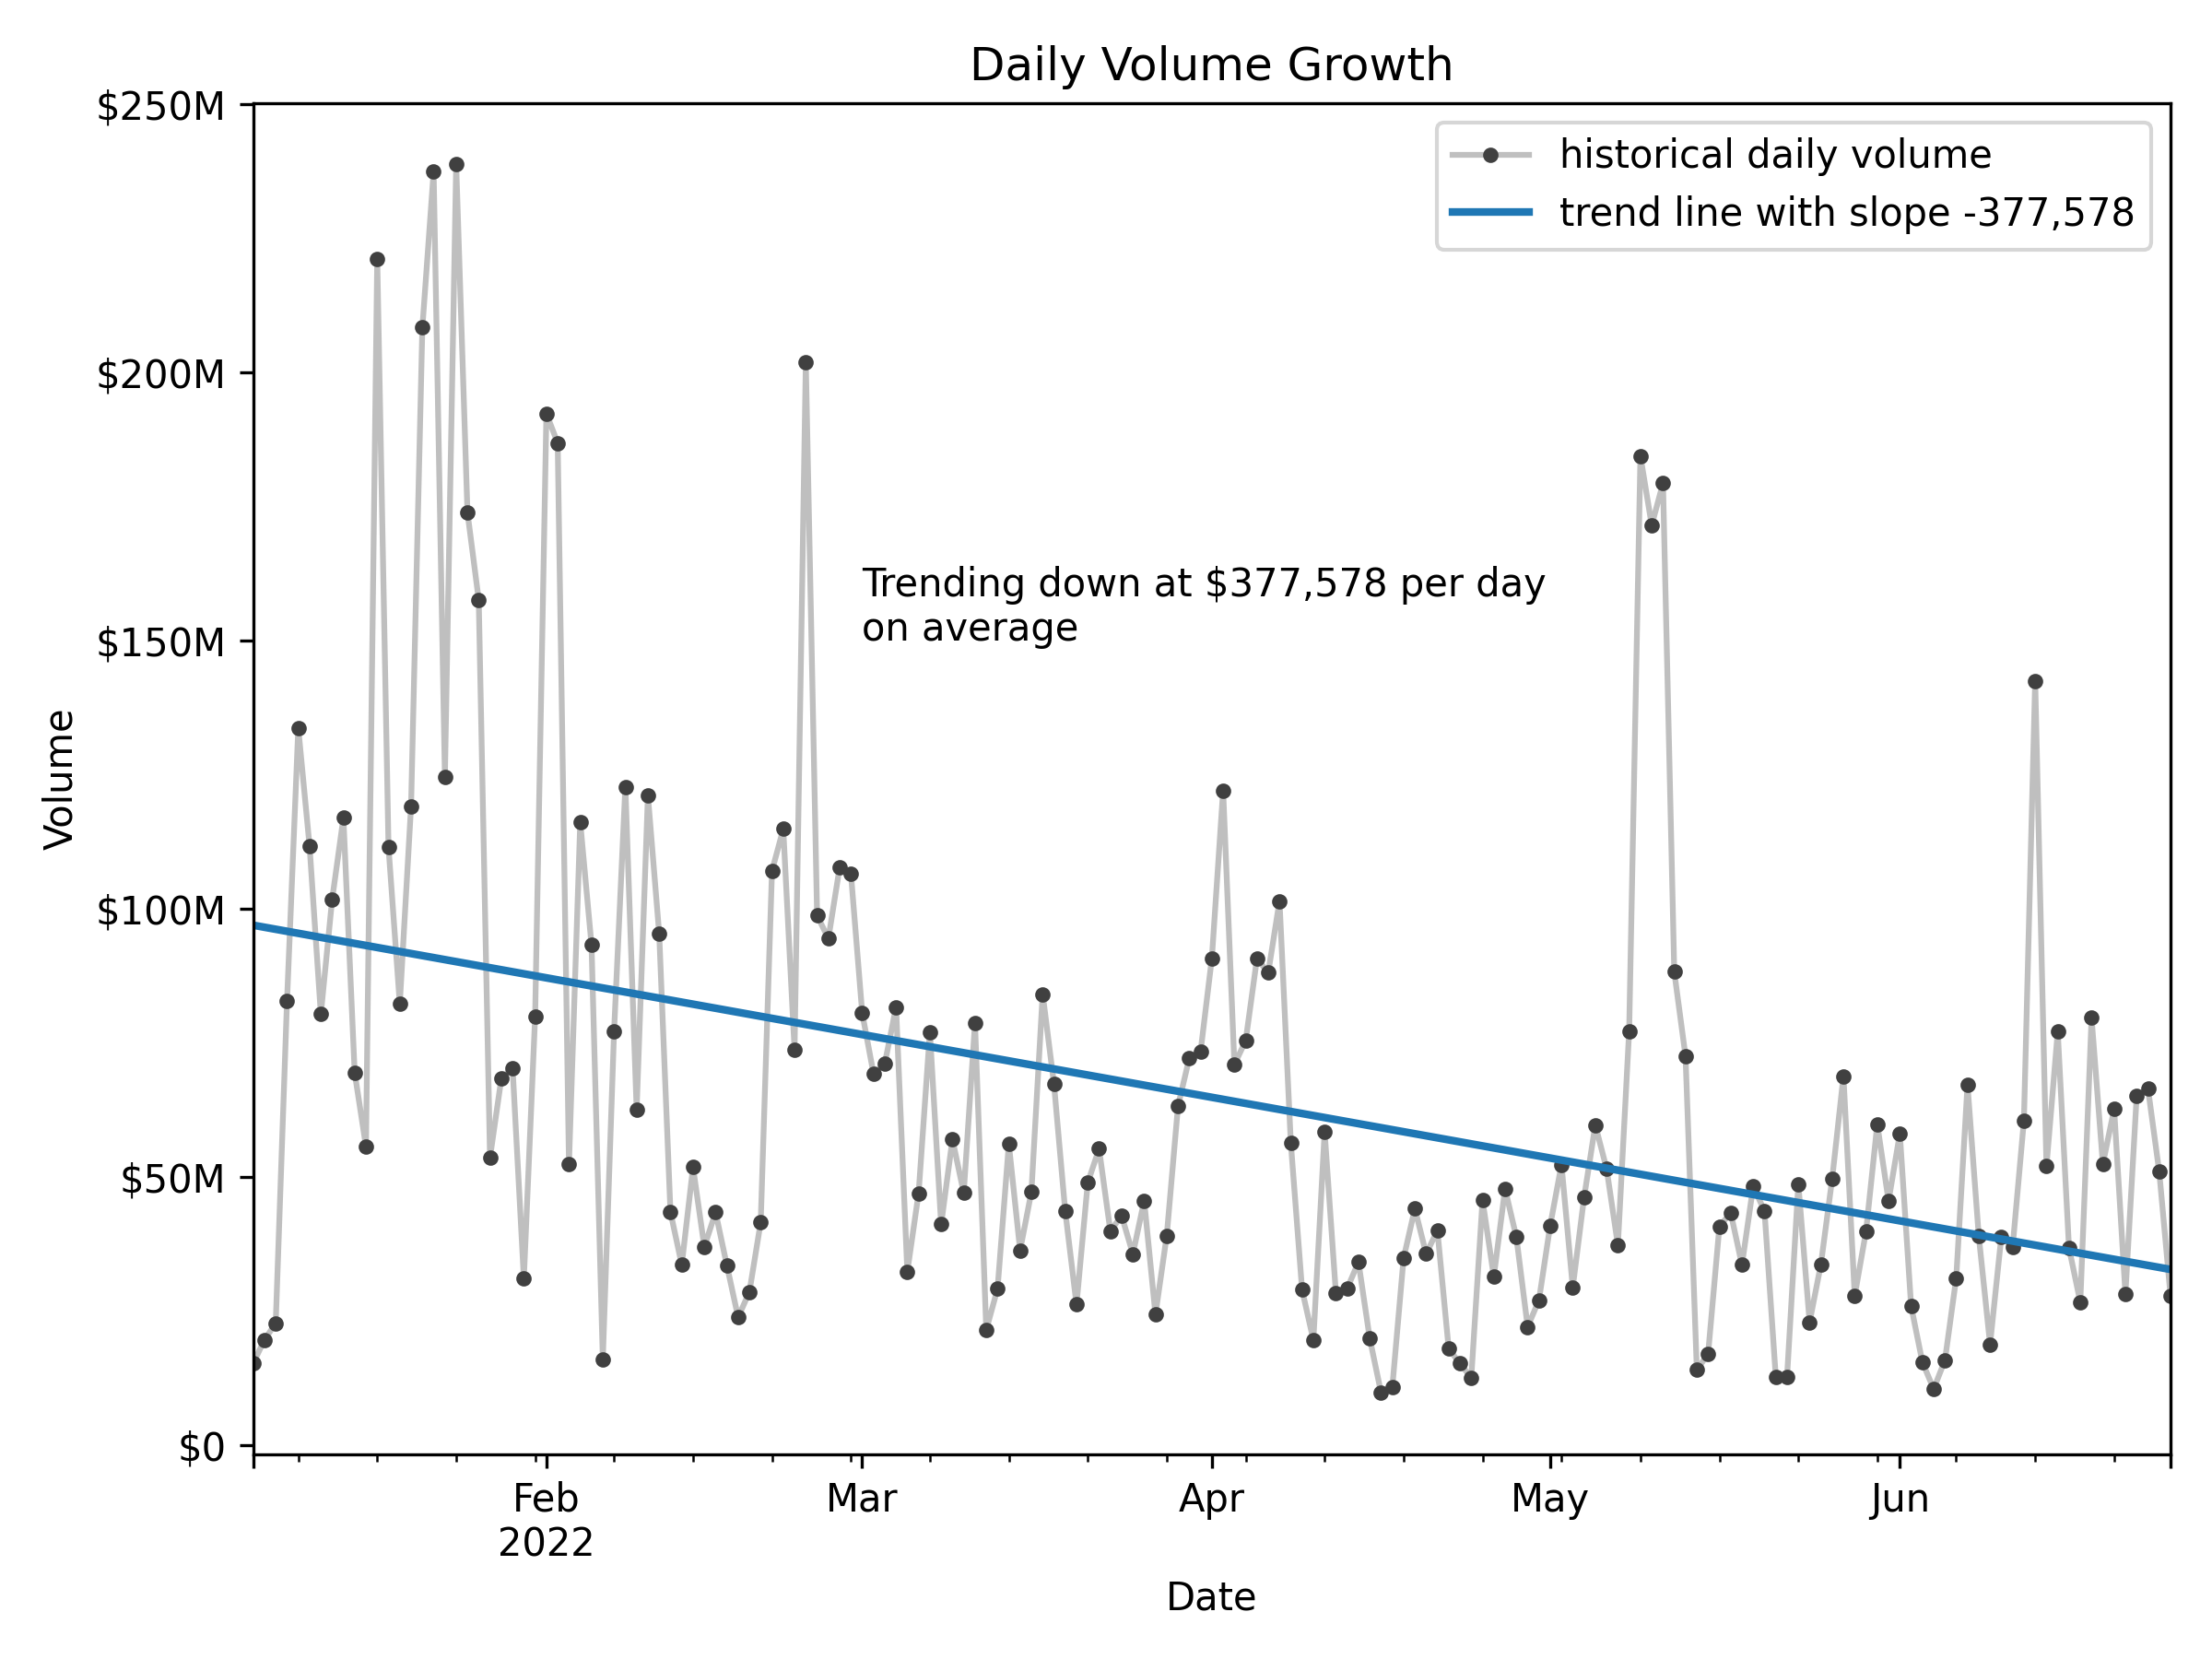 Daily Volume Growth
$250M
$200M
$150M
$100M
$50M
$0
Volume
historical daily volume
trend line with slope -377,578
Trending down at $377,578 per day
on average
Feb
2022
Mar
Apr
May
Jun
Date